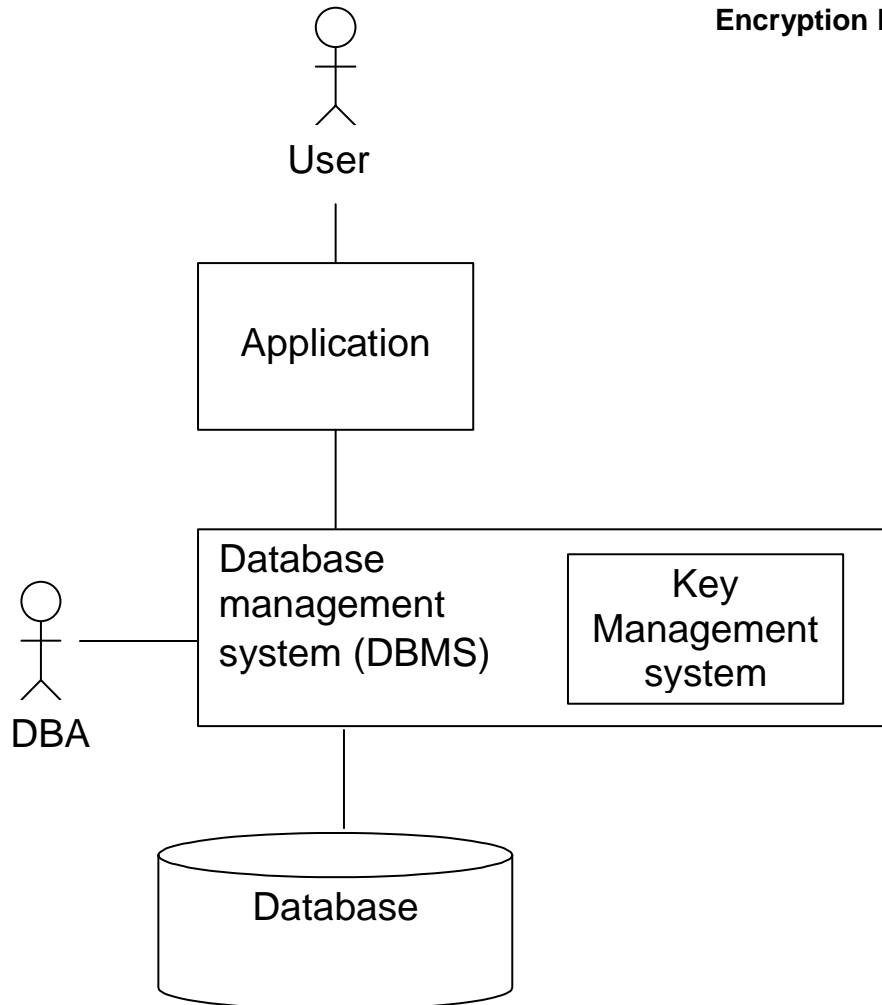 Encryption
User
Application
Database
management
system (DBMS)
Key
Management
system
DBA
Database